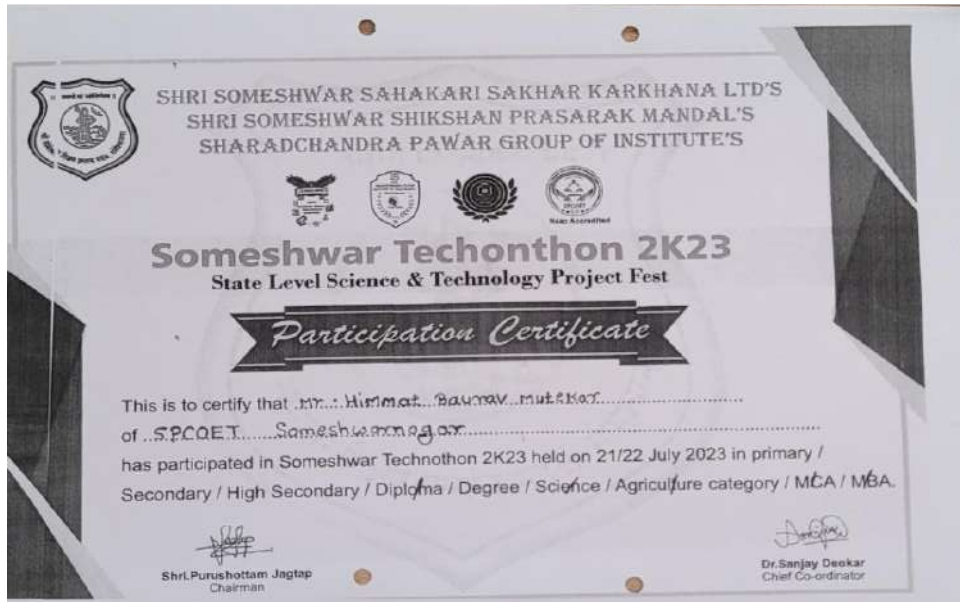 SHRI SOMESHWAR SAHAKARI SAKHAR KARKHANA LTD'S
SHRI SOMESHWAR SHIKSHAN PRASARAK MANDAL'S
SHARADCHANDRA PAWAR GROUP OF INSTITUTE'S
Naac Accredited
Someshwar Techonthon 2K23
State Level Science & Technology Project Fest
Participation Certificate
This is to certify that Mr. : Himmat Baurav Mutekar
of SPCOET Someshwarnagar
has participated in Someshwar Technothon 2K23 held on 21/22 July 2023 in primary /
Secondary / High Secondary / Diploma / Degree / Science / Agriculture category / MCA / MBA.
Shri.Purushottam Jagtap
Chairman
Dr.Sanjay Deokar
Chief Co-ordinator